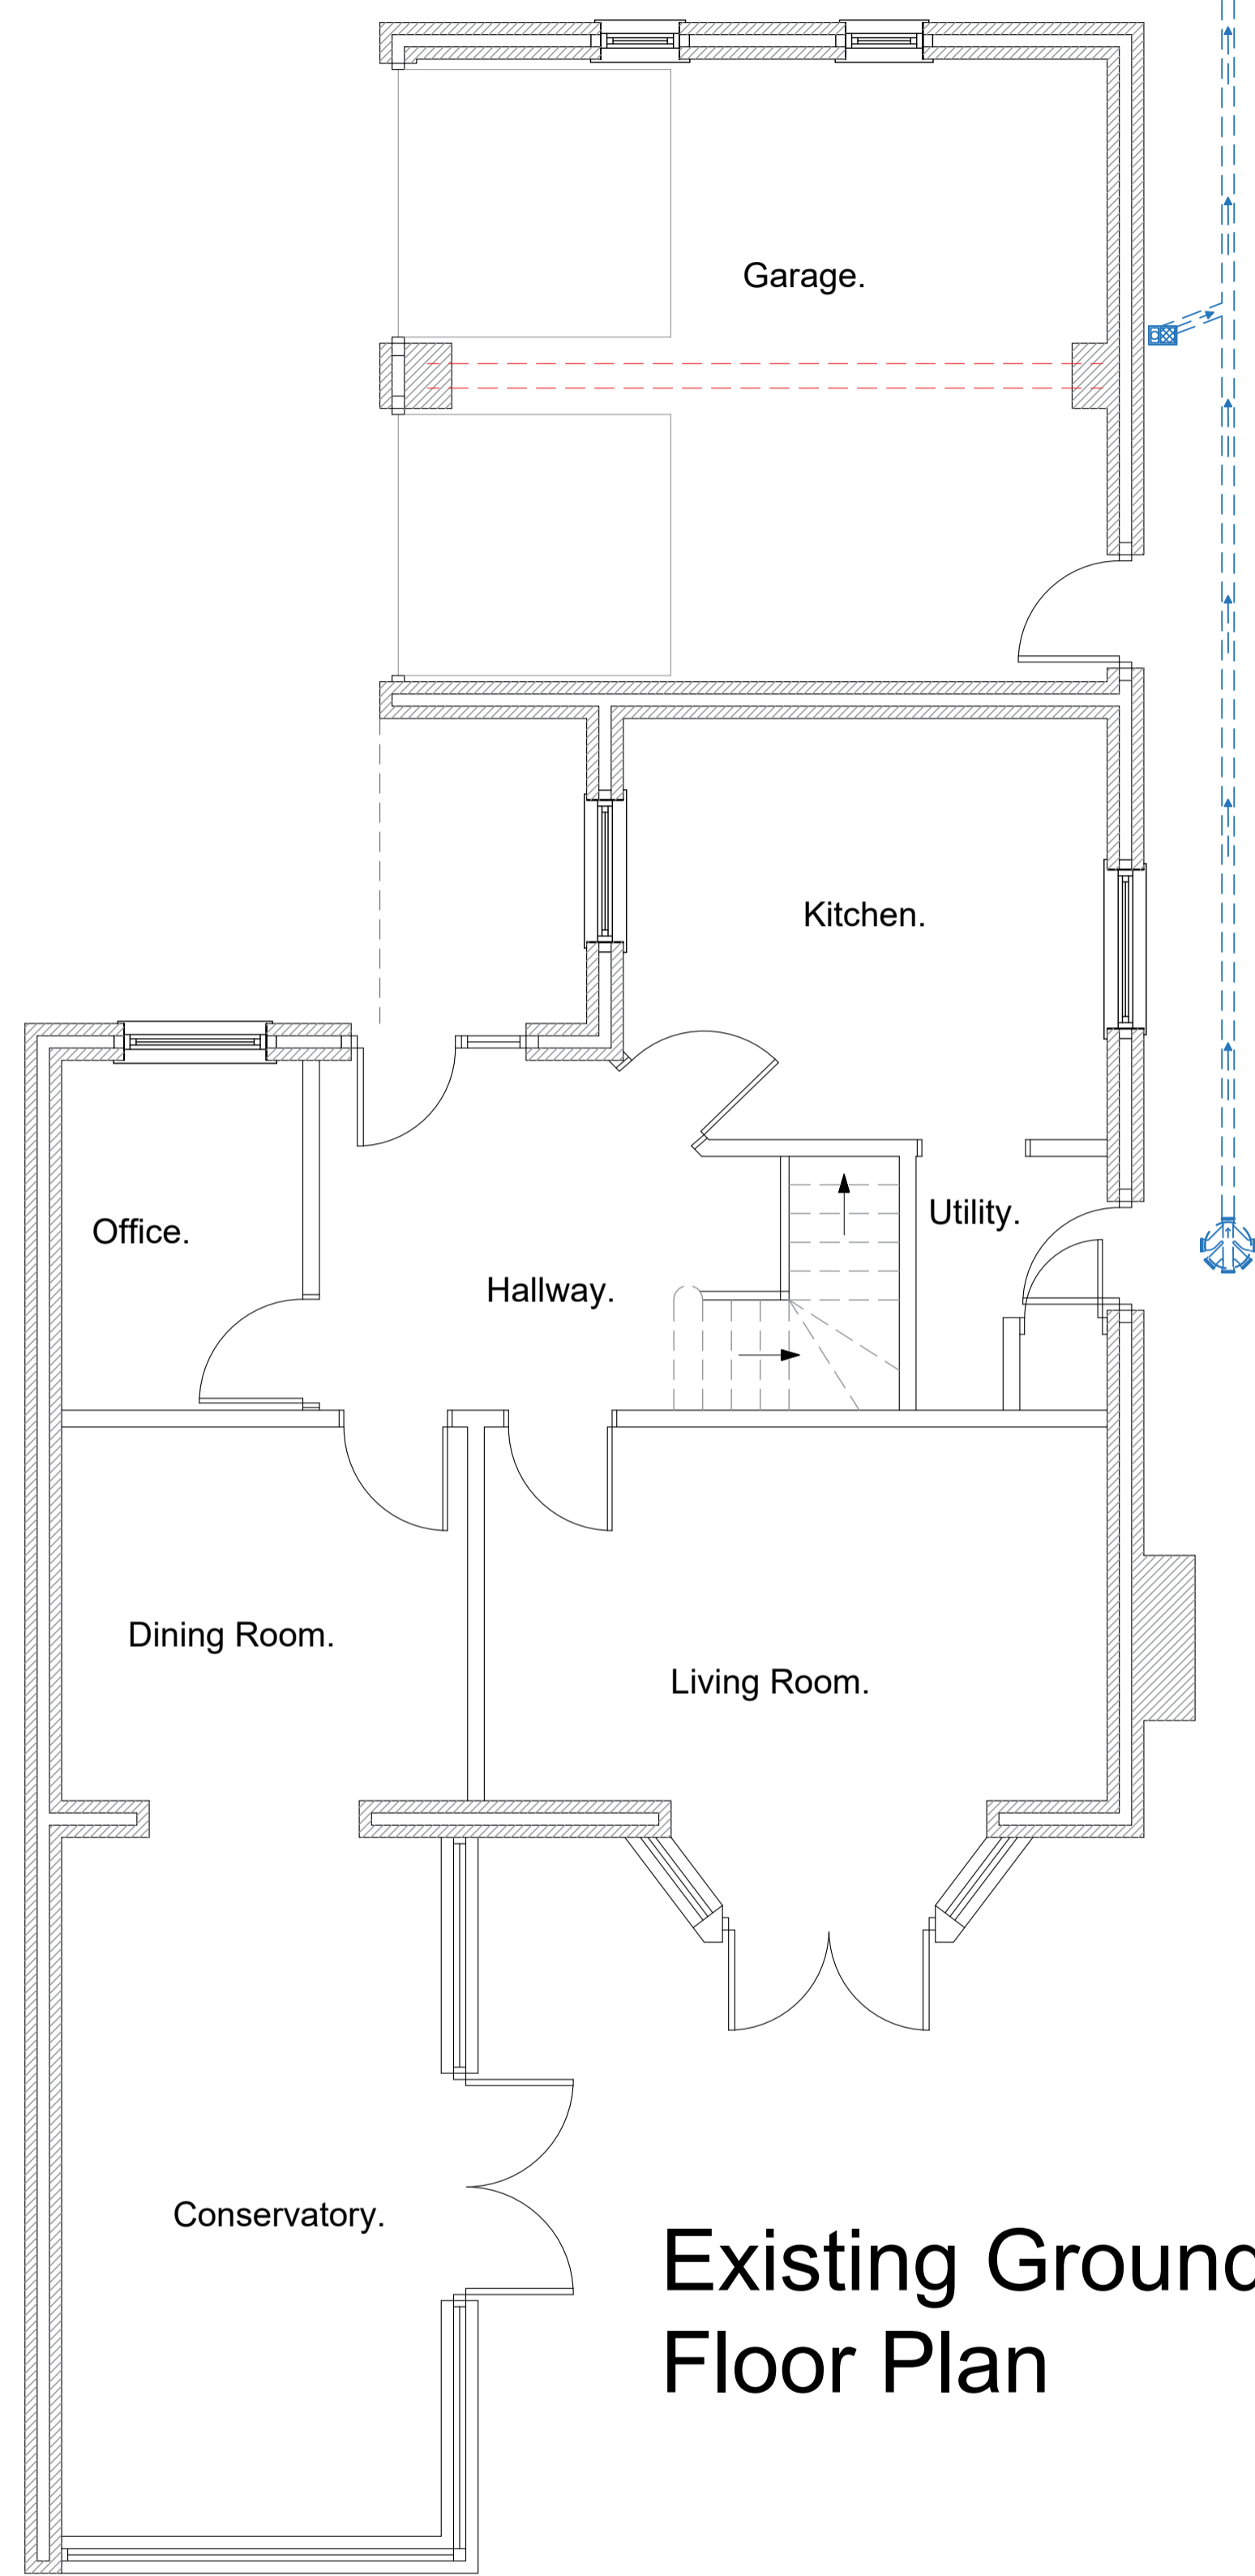 Garage.
Kitchen.
Office.
Utility.
Hallway.
Dining Room.
Living Room.
Conservatory.
Existing Ground
Floor Plan